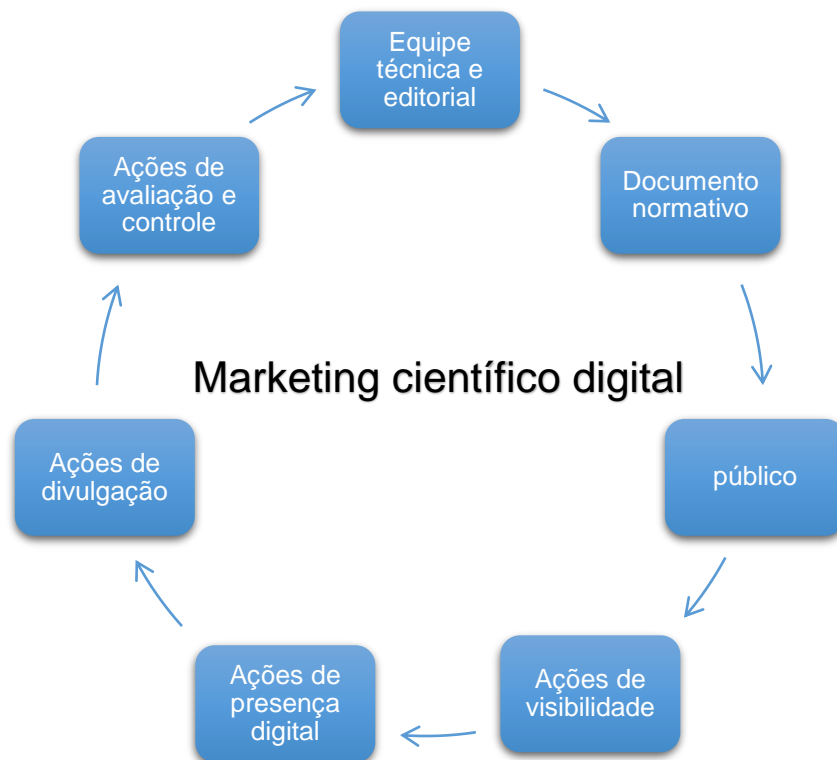 Equipe
técnica e
editorial
Documento
normativo
público
Ações de
visibilidade
Ações de
presença
digital
Ações de
divulgação
Ações de
avaliação e
controle
Marketing científico digital